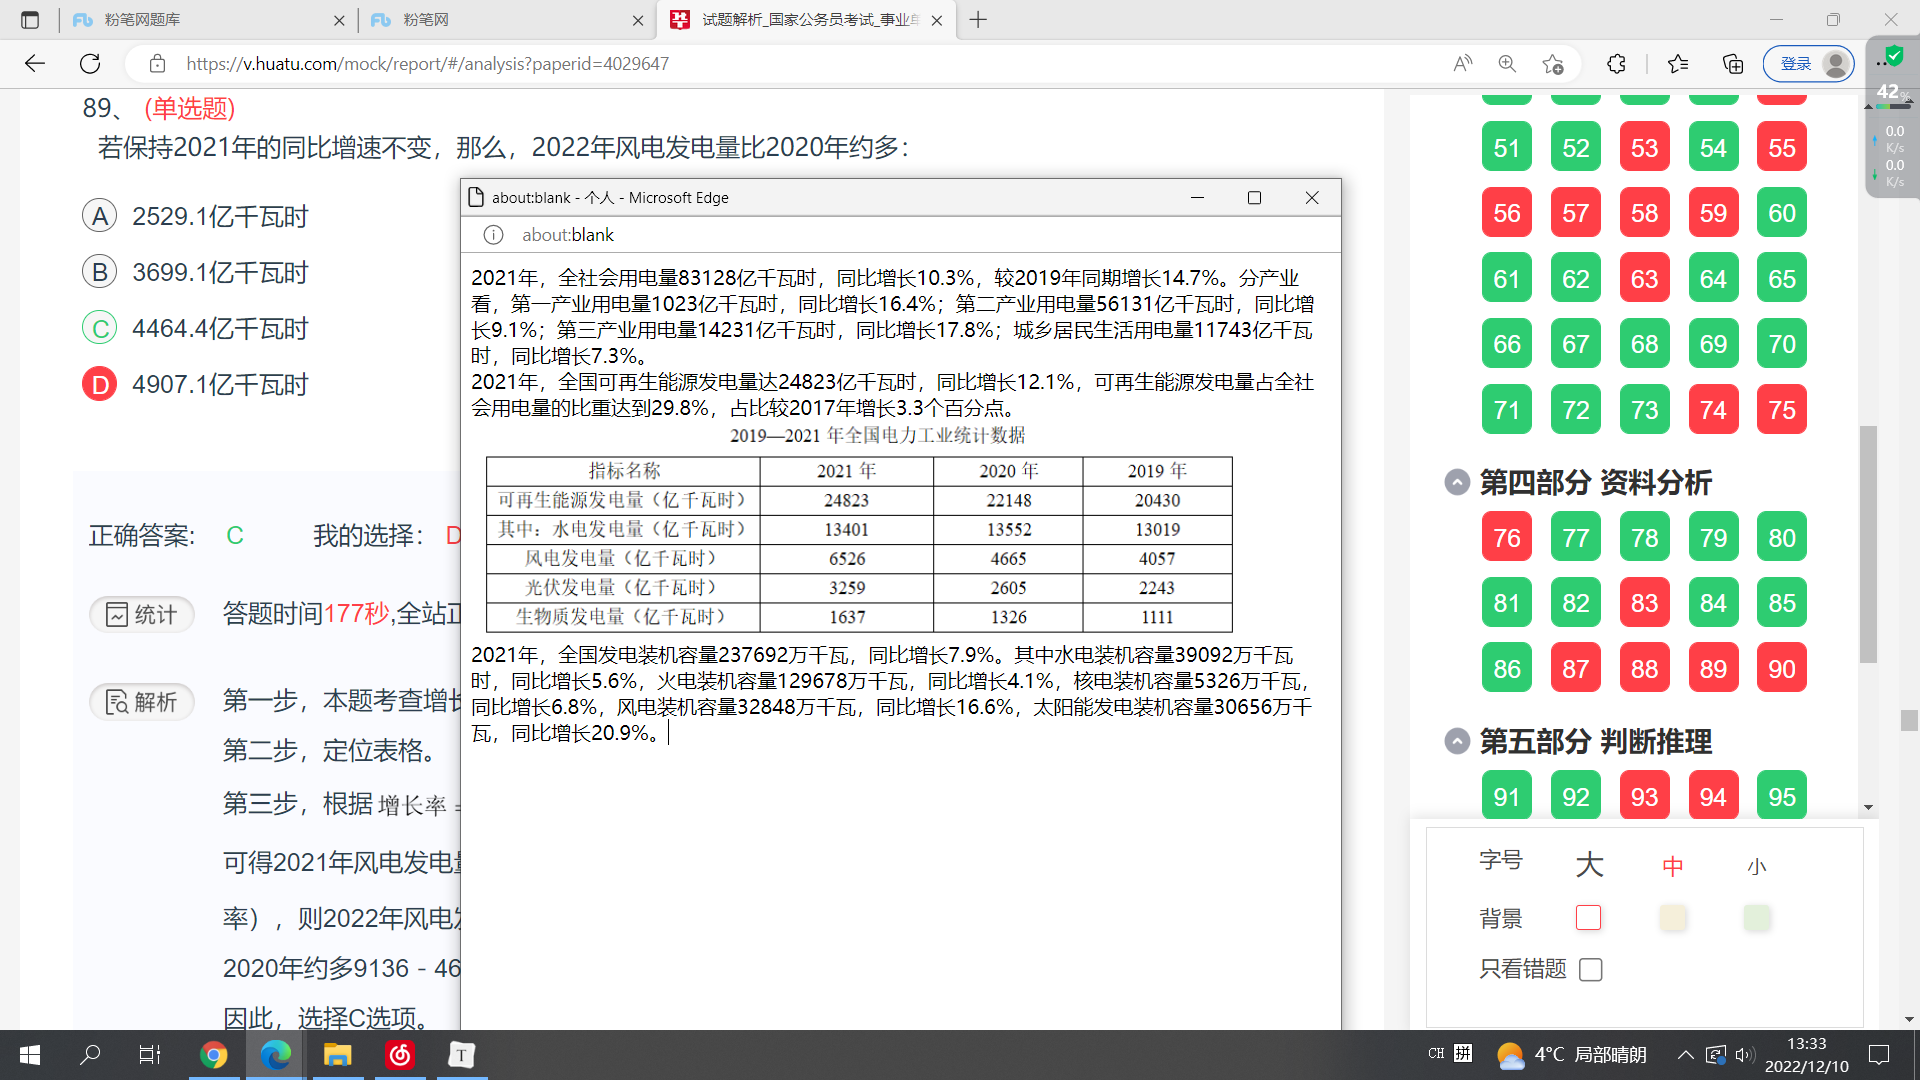 粉笔网题库
粉笔网
试题解析_国家公务员考试_事业单
https://v.huatu.com/mock/report/#/analysis?paperid=4029647
登录
42%
0.0
K/s
0.0
K/s
89、 (单选题)
若保持2021年的同比增速不变，那么，2022年风电发电量比2020年约多：
A 2529.1亿千瓦时
B 3699.1亿千瓦时
C 4464.4亿千瓦时
D 4907.1亿千瓦时
正确答案： C 我的选择： D
统计 答题时间177秒,全站正
解析 第一步，本题考查增长
第二步，定位表格。
第三步，根据 增长率 =
可得2021年风电发电量
率），则2022年风电发
2020年约多9136 - 46
因此，选择C选项。
about:blank - 个人 - Microsoft Edge
about:blank
2021年，全社会用电量83128亿千瓦时，同比增长10.3%，较2019年同期增长14.7%。分产业
看，第一产业用电量1023亿千瓦时，同比增长16.4%；第二产业用电量56131亿千瓦时，同比增
长9.1%；第三产业用电量14231亿千瓦时，同比增长17.8%；城乡居民生活用电量11743亿千瓦
时，同比增长7.3%。
2021年，全国可再生能源发电量达24823亿千瓦时，同比增长12.1%，可再生能源发电量占全社
会用电量的比重达到29.8%，占比较2017年增长3.3个百分点。
2019—2021 年全国电力工业统计数据
指标名称 2021 年 2020 年 2019 年
可再生能源发电量（亿千瓦时） 24823 22148 20430
其中：水电发电量（亿千瓦时） 13401 13552 13019
风电发电量（亿千瓦时） 6526 4665 4057
光伏发电量（亿千瓦时） 3259 2605 2243
生物质发电量（亿千瓦时） 1637 1326 1111
2021年，全国发电装机容量237692万千瓦，同比增长7.9%。其中水电装机容量39092万千瓦
时，同比增长5.6%，火电装机容量129678万千瓦，同比增长4.1%，核电装机容量5326万千瓦，
同比增长6.8%，风电装机容量32848万千瓦，同比增长16.6%，太阳能发电装机容量30656万千
瓦，同比增长20.9%。
51 52 53 54 55
56 57 58 59 60
61 62 63 64 65
66 67 68 69 70
71 72 73 74 75
第四部分 资料分析
76 77 78 79 80
81 82 83 84 85
86 87 88 89 90
第五部分 判断推理
91 92 93 94 95
字号 大 中 小
背景
只看错题
T
CH 拼
4°C 局部晴朗
13:33
2022/12/10